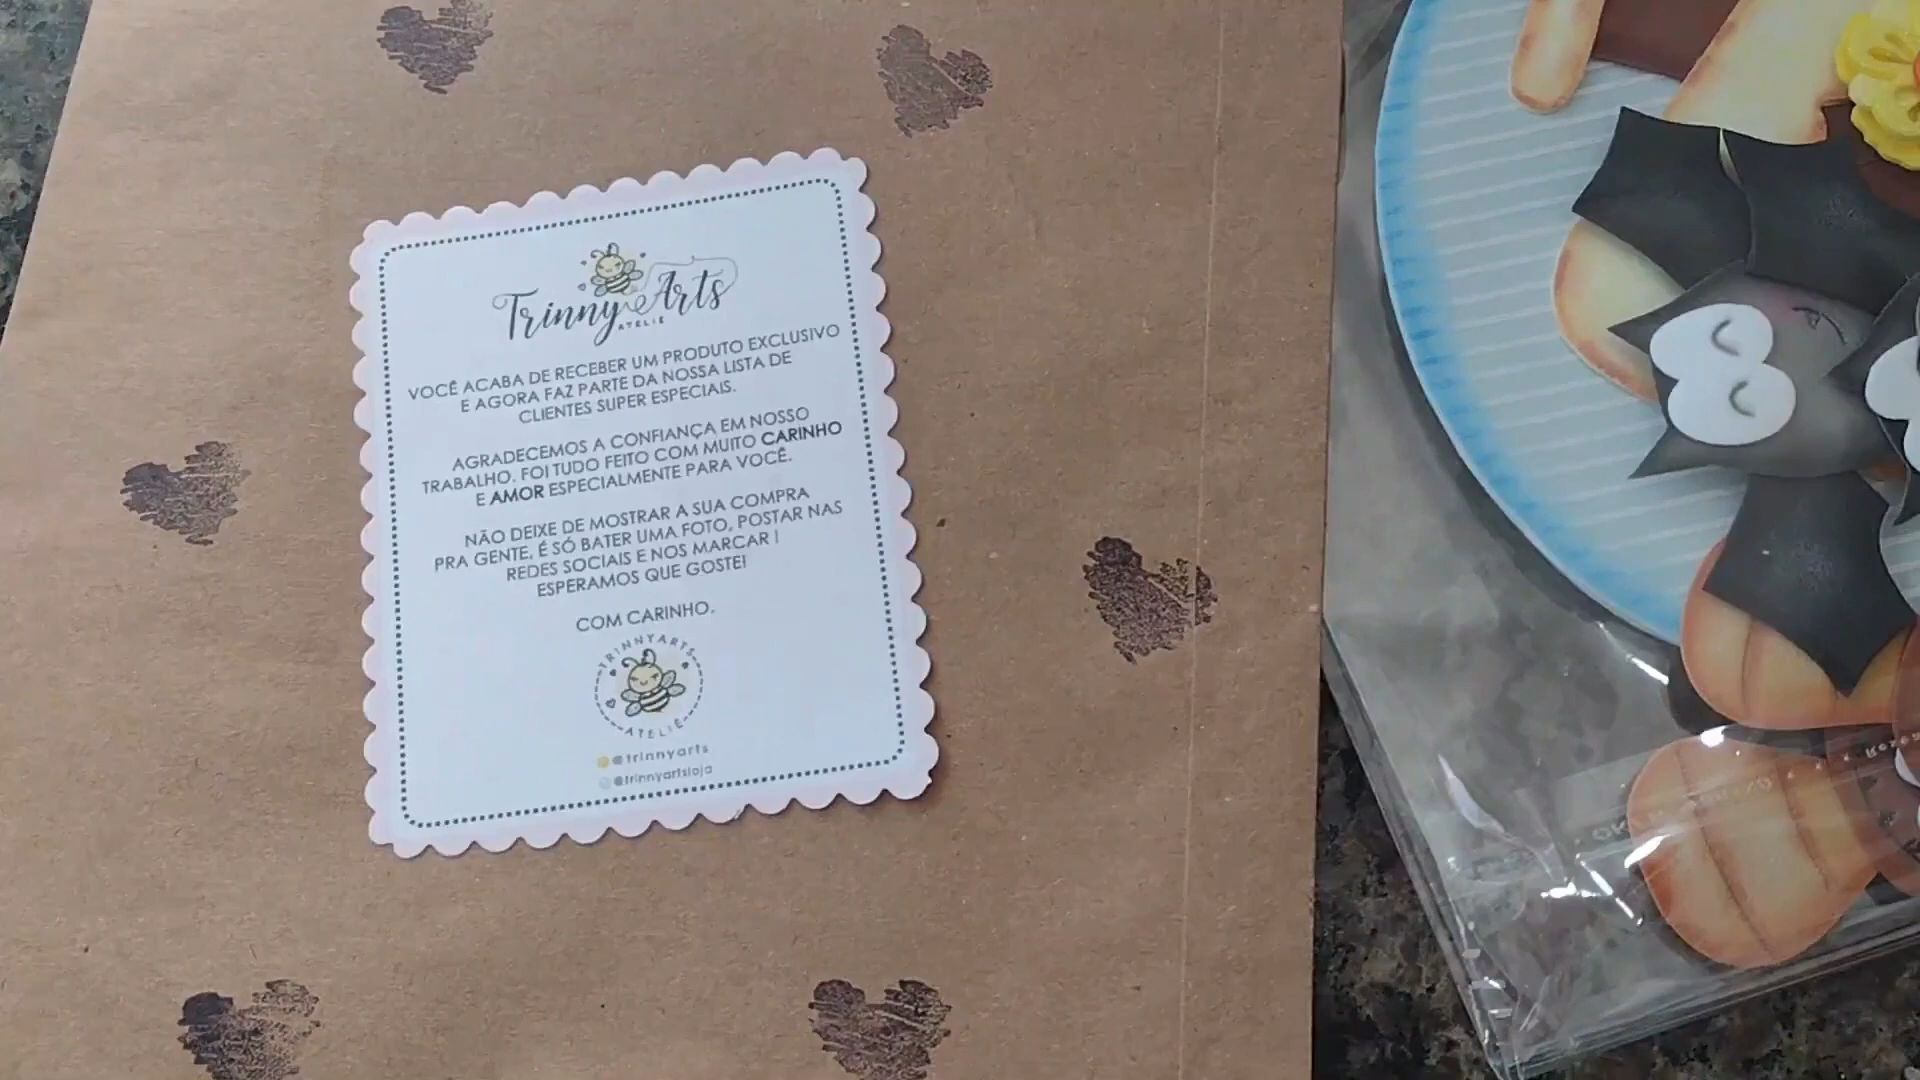 Trinny Arts
ATELIÊ
VOCÊ ACABA DE RECEBER UM PRODUTO EXCLUSIVO
E AGORA FAZ PARTE DA NOSSA LISTA DE
CLIENTES SUPER ESPECIAIS.
AGRADECEMOS A CONFIANÇA EM NOSSO
TRABALHO. FOI TUDO FEITO COM MUITO CARINHO
E AMOR ESPECIALMENTE PARA VOCÊ.
NÃO DEIXE DE MOSTRAR A SUA COMPRA
PRA GENTE, É SÓ BATER UMA FOTO, POSTAR NAS
REDES SOCIAIS E NOS MARCAR !
ESPERAMOS QUE GOSTE!
COM CARINHO.
TRINNYARTS
ATELIÊ
@trinnyarts
@trinnyartsloja